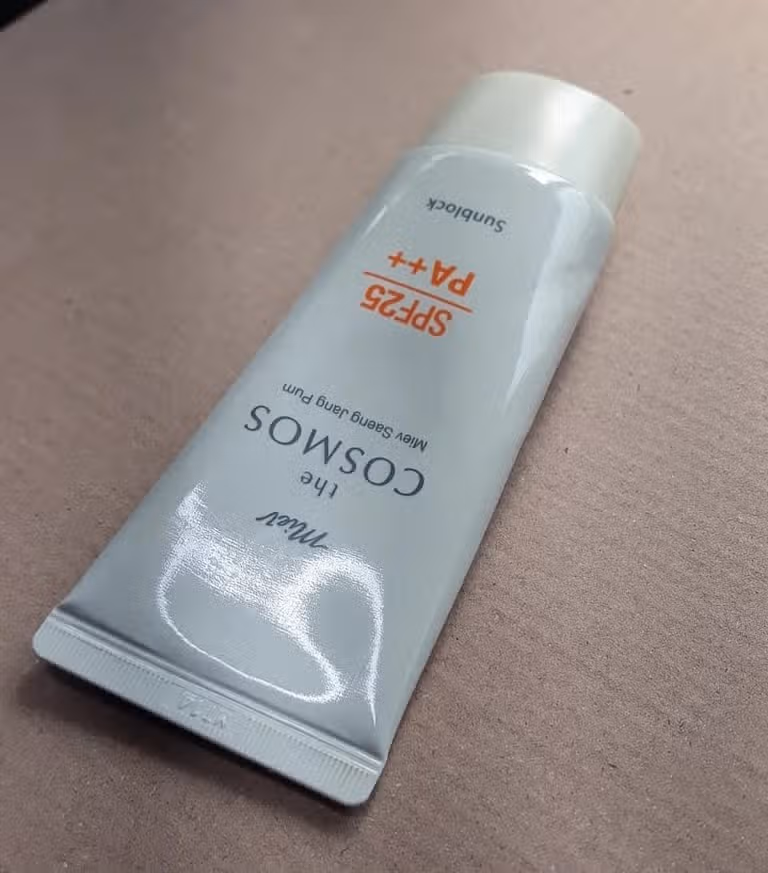 miev
the
COSMOS
Miev Saeng Jang Pum
SPF25
PA++
Sunblock